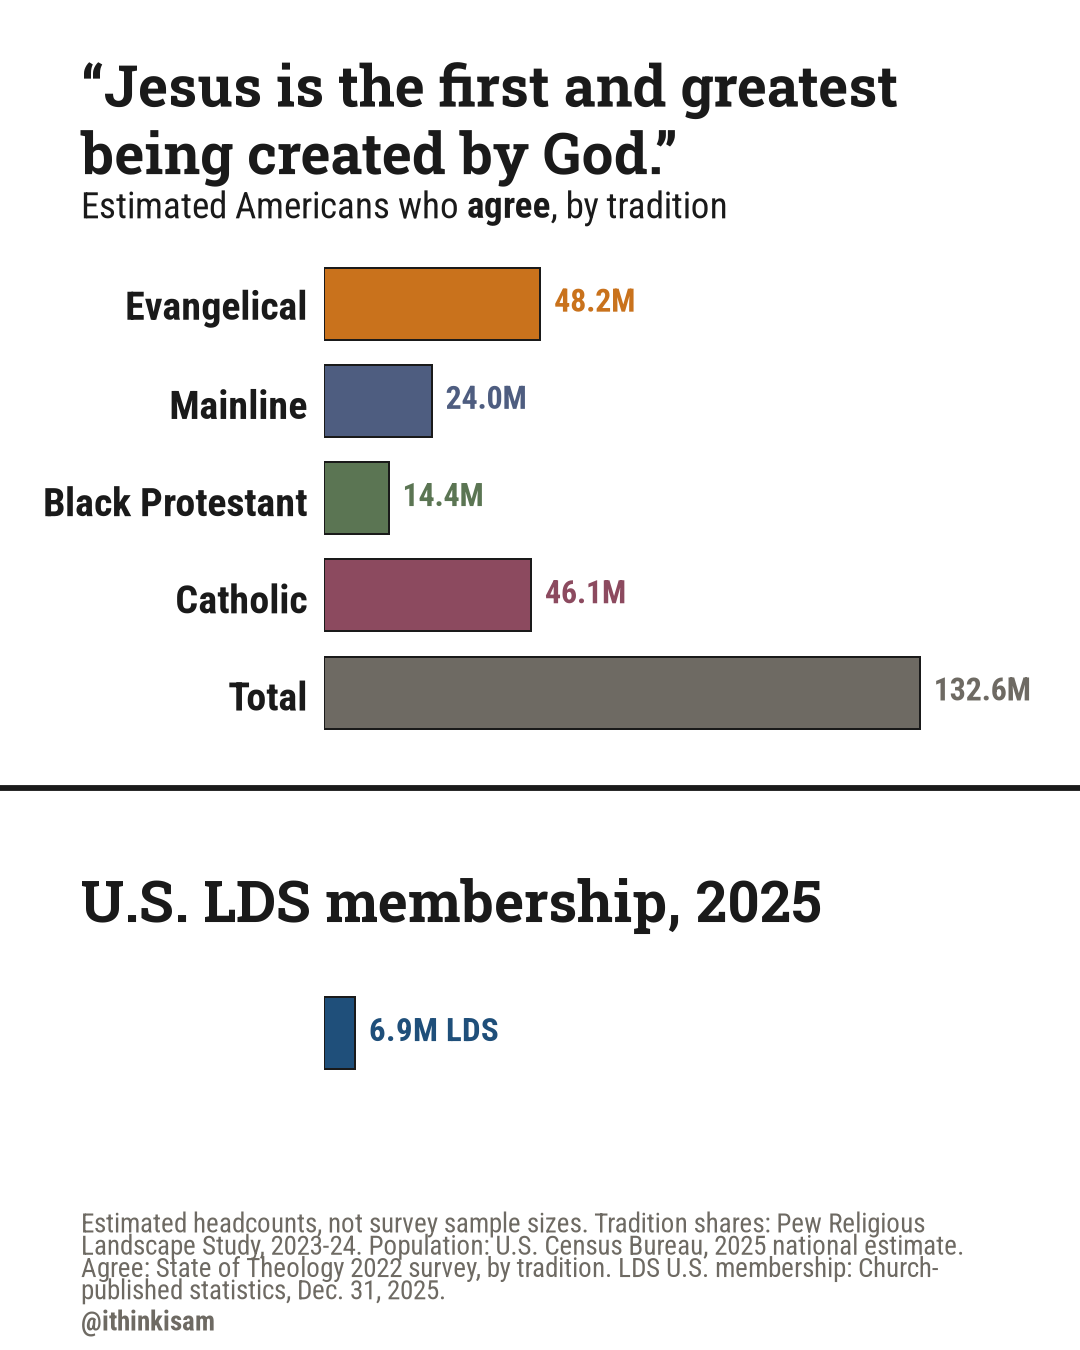 “Jesus is the first and greatest
being created by God.”
Estimated Americans who agree, by tradition
Evangelical 48.2M
Mainline 24.0M
Black Protestant 14.4M
Catholic 46.1M
Total 132.6M
U.S. LDS membership, 2025
6.9M LDS
Estimated headcounts, not survey sample sizes. Tradition shares: Pew Religious
Landscape Study, 2023-24. Population: U.S. Census Bureau, 2025 national estimate.
Agree: State of Theology 2022 survey, by tradition. LDS U.S. membership: Church-
published statistics, Dec. 31, 2025.
@ithinkisam